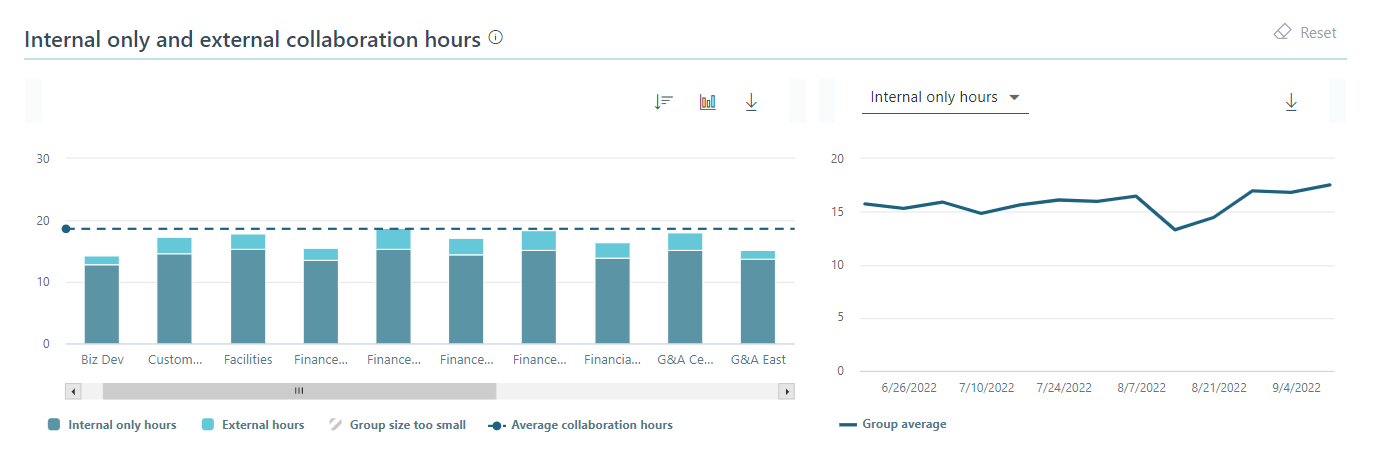 Internal only and external collaboration hours
Reset
Internal only hours
30
20
10
0
Biz Dev
Custom...
Facilities
Finance...
Finance...
Finance...
Finance...
Financia...
G&A Ce...
G&A East
Internal only hours
External hours
Group size too small
Average collaboration hours
20
15
10
5
0
6/26/2022
7/10/2022
7/24/2022
8/7/2022
8/21/2022
9/4/2022
Group average